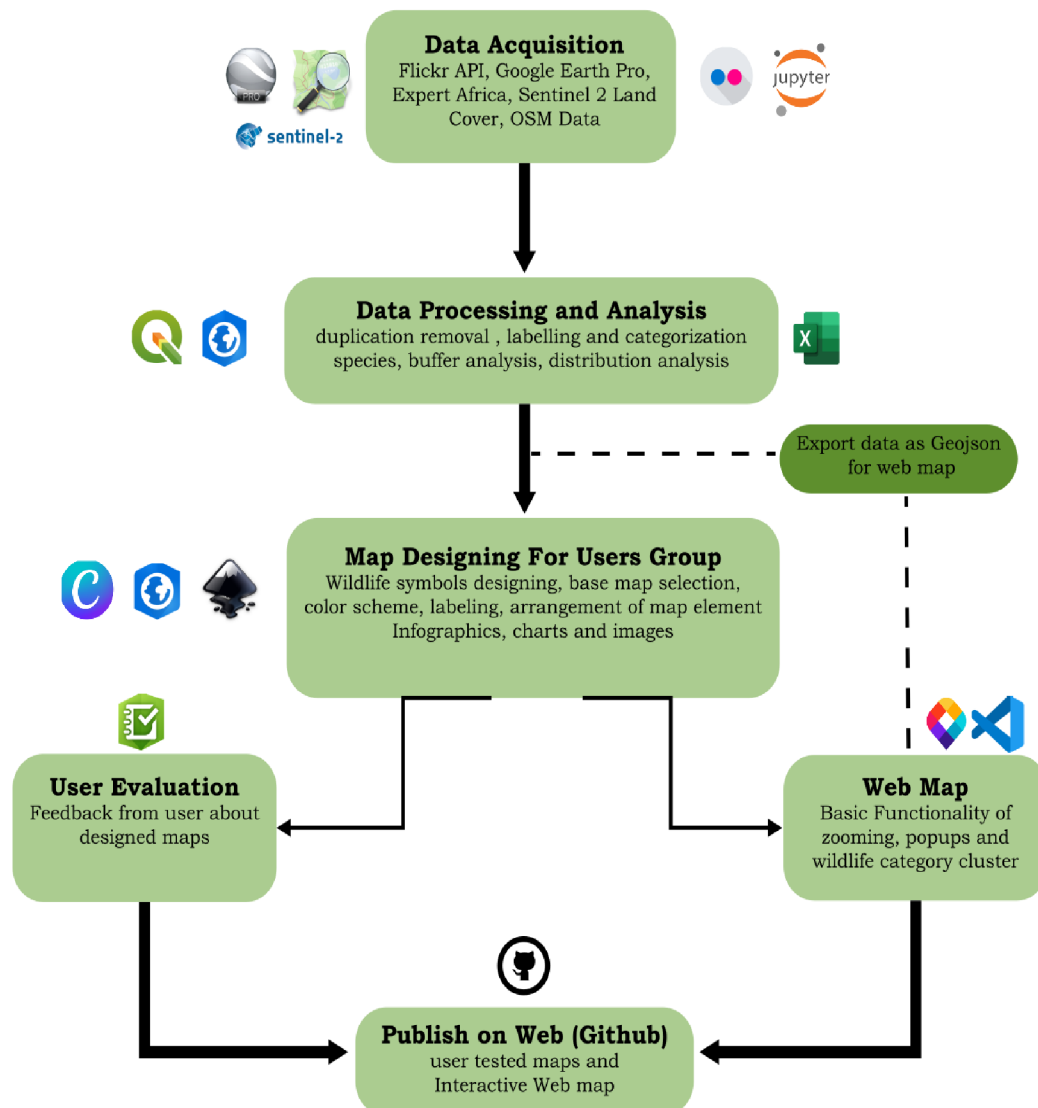 Data Acquisition
Flickr API, Google Earth Pro,
Expert Africa, Sentinel 2 Land
Cover, OSM Data
PRO
sentinel-2
jupyter
Data Processing and Analysis
duplication removal , labelling and categorization
species, buffer analysis, distribution analysis
X
Export data as Geojson
for web map
Map Designing For Users Group
Wildlife symbols designing, base map selection,
color scheme, labeling, arrangement of map element
Infographics, charts and images
C
User Evaluation
Feedback from user about
designed maps
Web Map
Basic Functionality of
zooming, popups and
wildlife category cluster
Publish on Web (Github)
user tested maps and
Interactive Web map